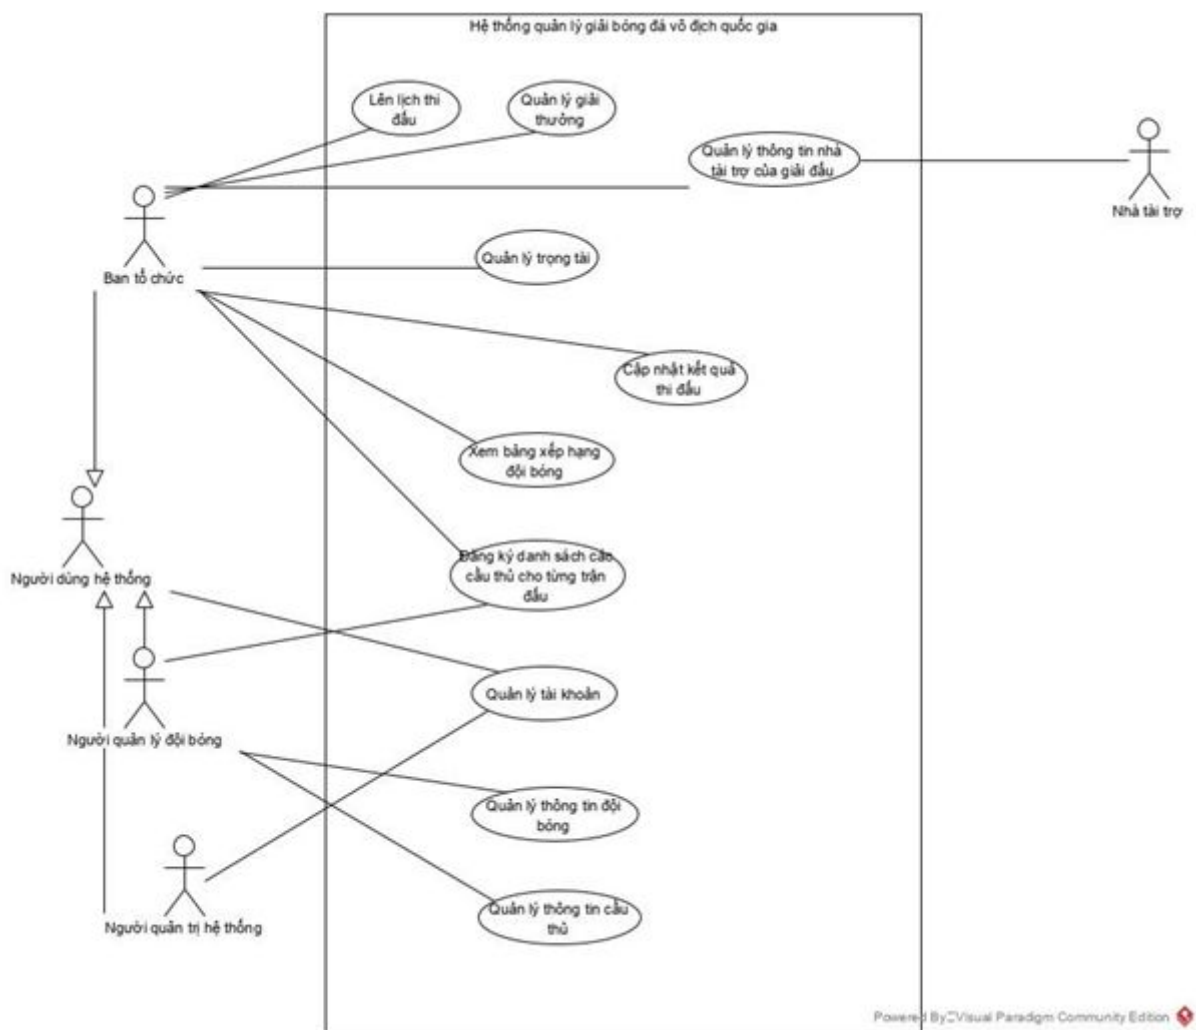 Hệ thống quản lý giải bóng đá vô địch quốc gia
Lên lịch thi
đấu
Quản lý giải
thưởng
Quản lý thông tin nhà
tài trợ của giải đấu
Nhà tài trợ
Ban tổ chức
Quản lý trọng tài
Cập nhật kết quả
thi đấu
Xem bảng xếp hạng
đội bóng
Đăng ký danh sách các
cầu thủ cho từng trận
đấu
Người dùng hệ thống
Quản lý tài khoản
Người quản lý đội bóng
Quản lý thông tin đội
bóng
Quản lý thông tin cầu
thủ
Người quản trị hệ thống
Powered By Visual Paradigm Community Edition